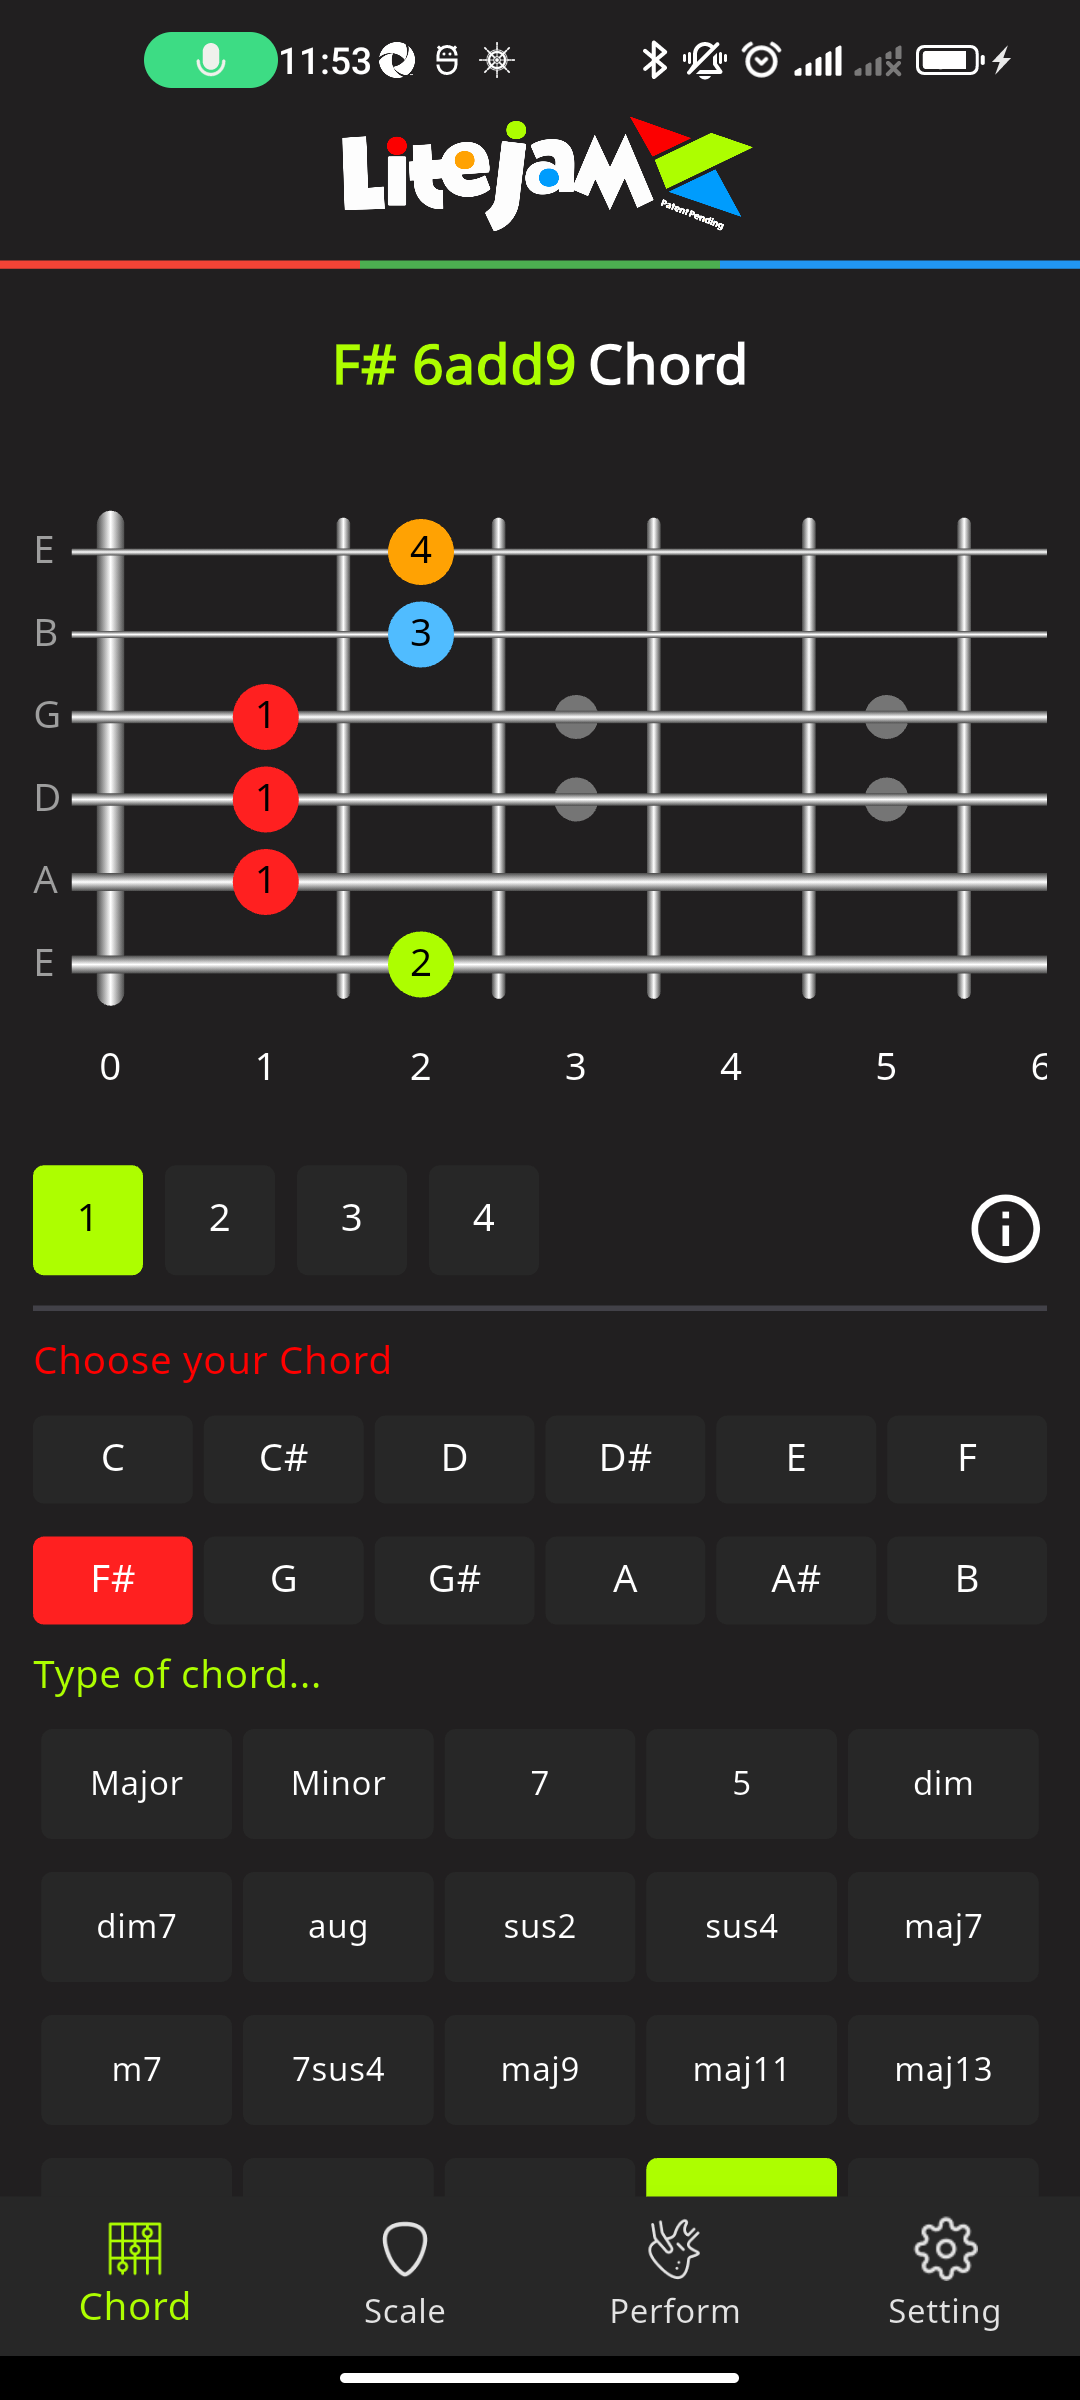 11:53
Litejam
Patent Pending
F# 6add9 Chord
E 4
B 3
G 1
D 1
A 1
E 2
0 1 2 3 4 5 6
1 2 3 4
Choose your Chord
C C# D D# E F
F# G G# A A# B
Type of chord...
Major Minor 7 5 dim
dim7 aug sus2 sus4 maj7
m7 7sus4 maj9 maj11 maj13
Chord Scale Perform Setting